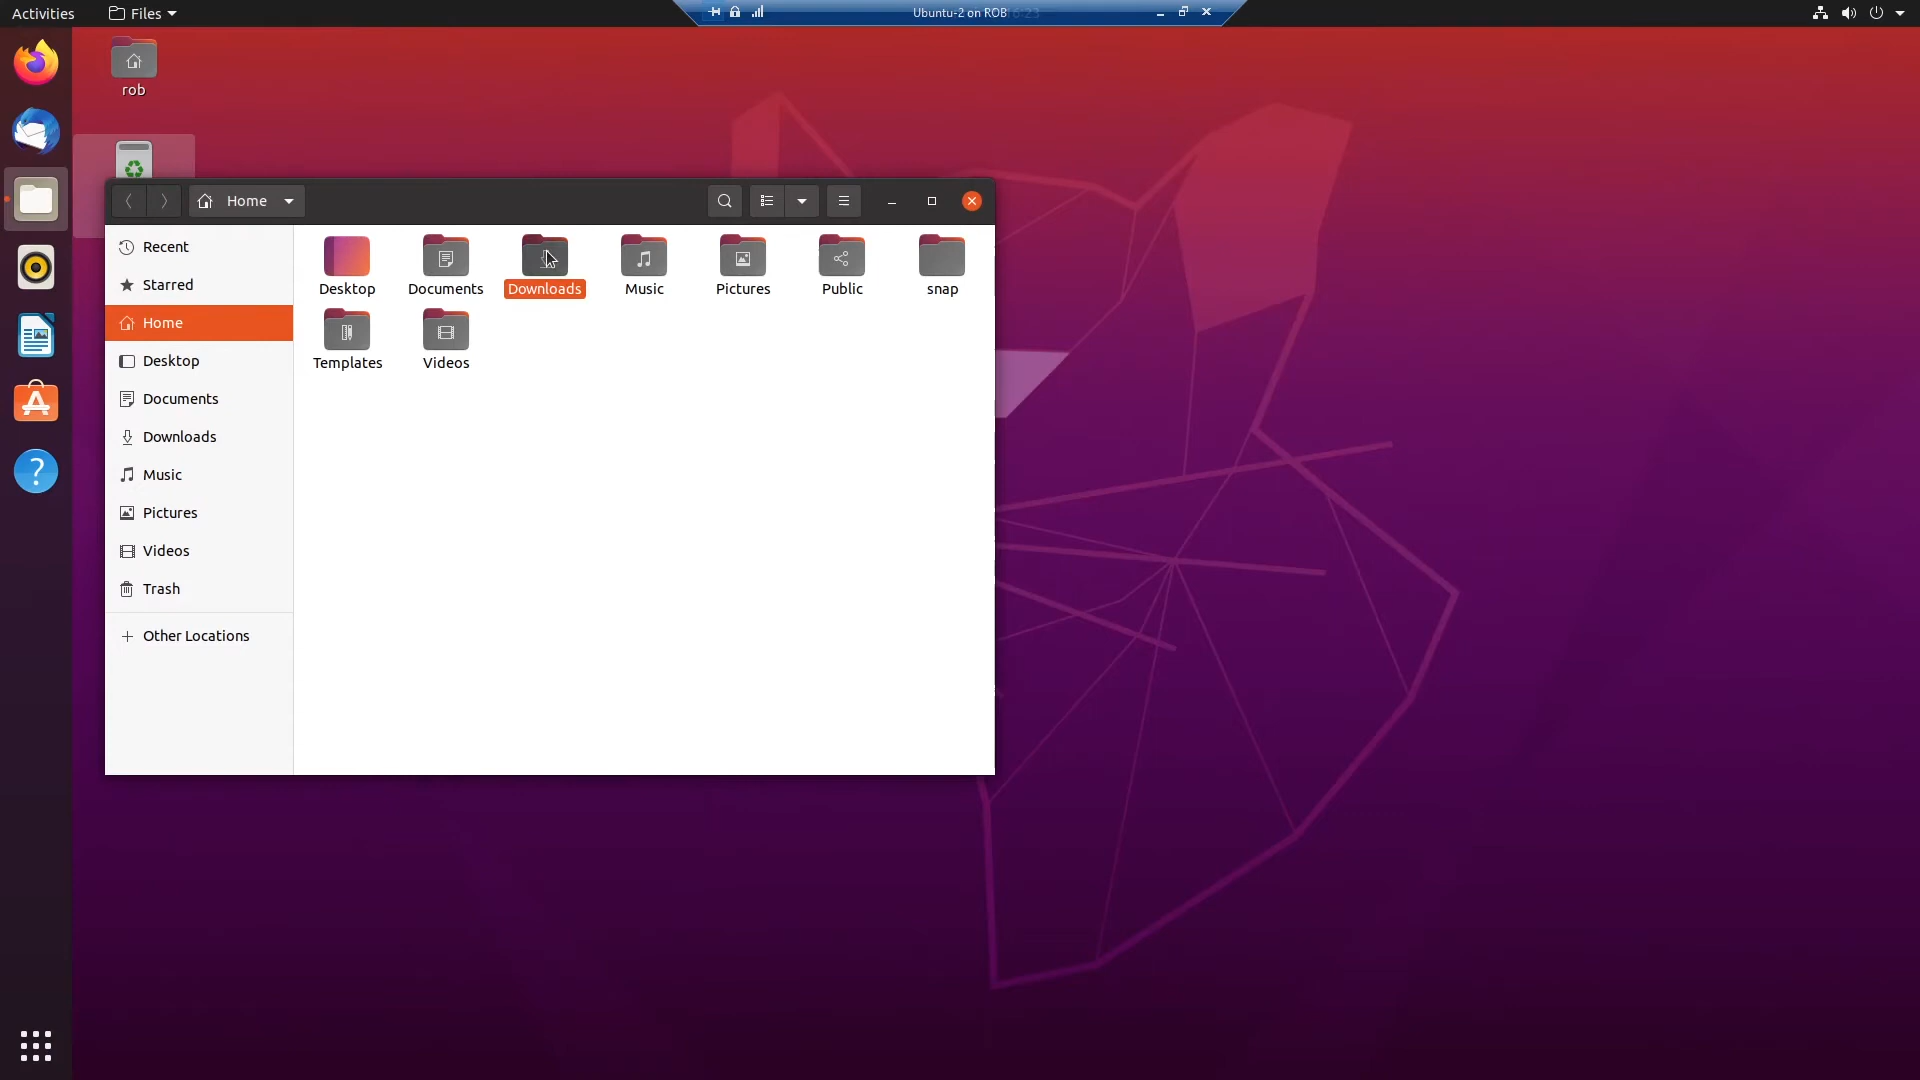 Activities
Files
Ubuntu-2 on ROB
rob
Home
Recent
Starred
Home
Desktop
Documents
Downloads
Music
Pictures
Videos
Trash
Other Locations
Desktop Documents Downloads Music Pictures Public snap
Templates Videos